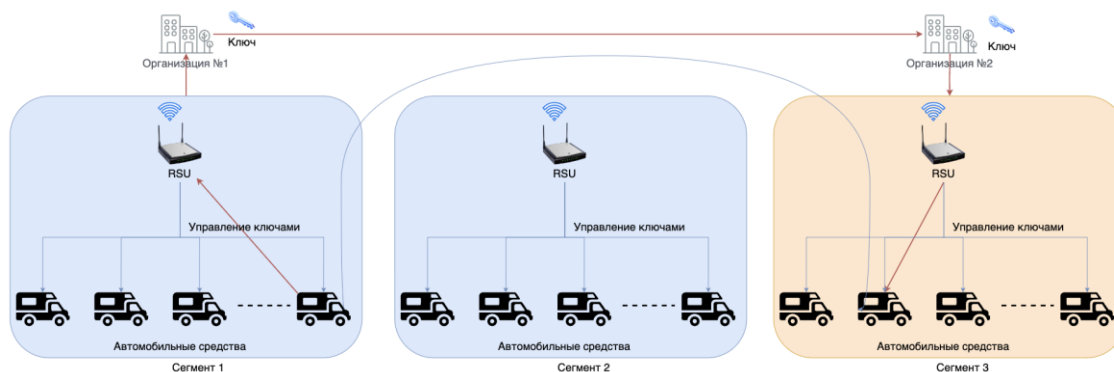 Ключ
Ключ
Организация №1
Организация №2
RSU
RSU
RSU
Управление ключами
Управление ключами
Управление ключами
Автомобильные средства
Автомобильные средства
Автомобильные средства
Сегмент 1
Сегмент 2
Сегмент 3